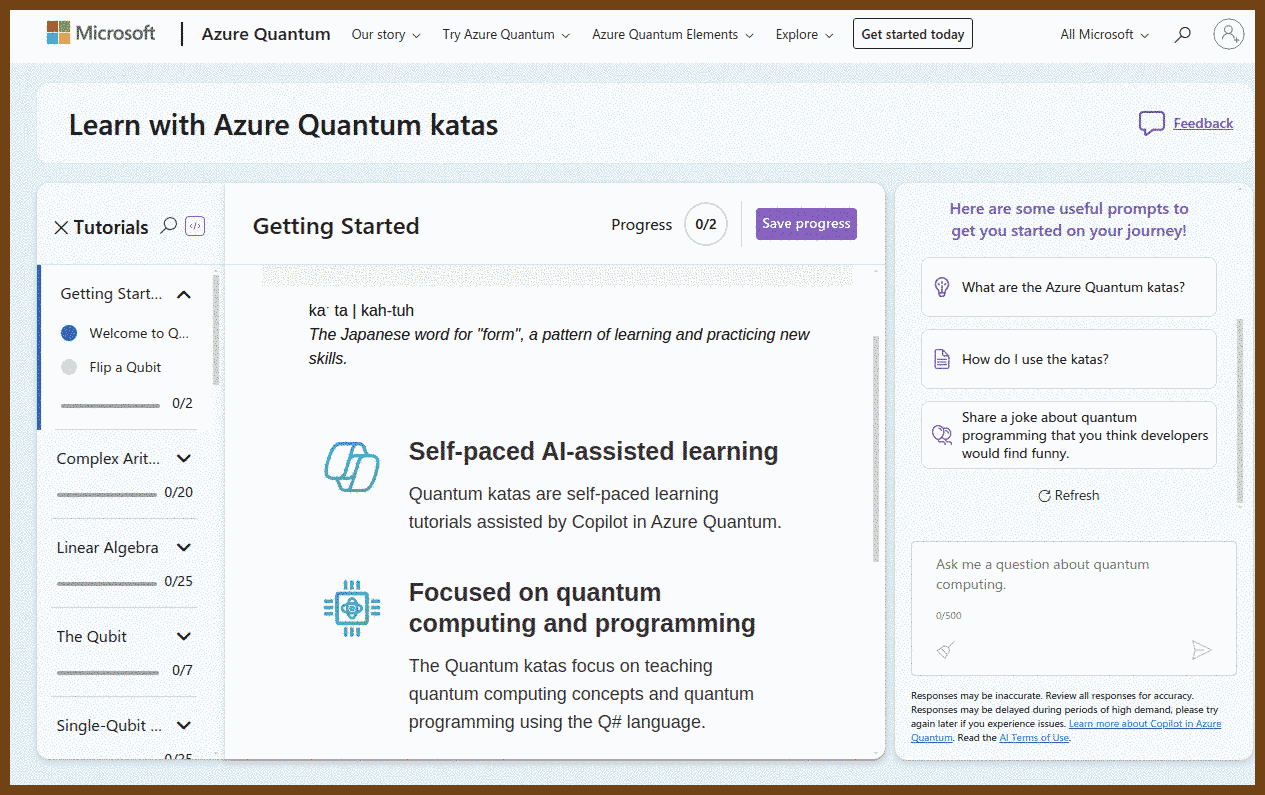 Microsoft
Azure Quantum
Our story
Try Azure Quantum
Azure Quantum Elements
Explore
Get started today
All Microsoft
Learn with Azure Quantum katas
Feedback
Tutorials
Getting Start...
Welcome to Q...
Flip a Qubit
0/2
Complex Arit...
0/20
Linear Algebra
0/25
The Qubit
0/7
Single-Qubit ...
0/25
Getting Started
Progress
0/2
Save progress
ka· ta | kah-tuh
The Japanese word for "form", a pattern of learning and practicing new
skills.
Self-paced AI-assisted learning
Quantum katas are self-paced learning
tutorials assisted by Copilot in Azure Quantum.
Focused on quantum
computing and programming
The Quantum katas focus on teaching
quantum computing concepts and quantum
programming using the Q# language.
Here are some useful prompts to
get you started on your journey!
What are the Azure Quantum katas?
How do I use the katas?
Share a joke about quantum
programming that you think developers
would find funny.
Refresh
Ask me a question about quantum
computing.
0/500
Responses may be inaccurate. Review all responses for accuracy.
Responses may be delayed during periods of high demand, please try
again later if you experience issues. Learn more about Copilot in Azure
Quantum. Read the AI Terms of Use.